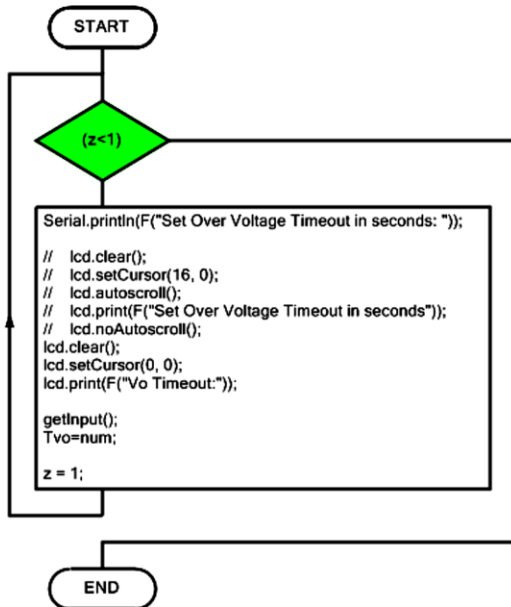 START
(z<1)
Serial.println(F("Set Over Voltage Timeout in seconds: "));
// lcd.clear();
// lcd.setCursor(16, 0);
// lcd.autoscroll();
// lcd.print(F("Set Over Voltage Timeout in seconds"));
// lcd.noAutoscroll();
lcd.clear();
lcd.setCursor(0, 0);
lcd.print(F("Vo Timeout:"));
getInput();
Tvo=num;
z = 1;
END